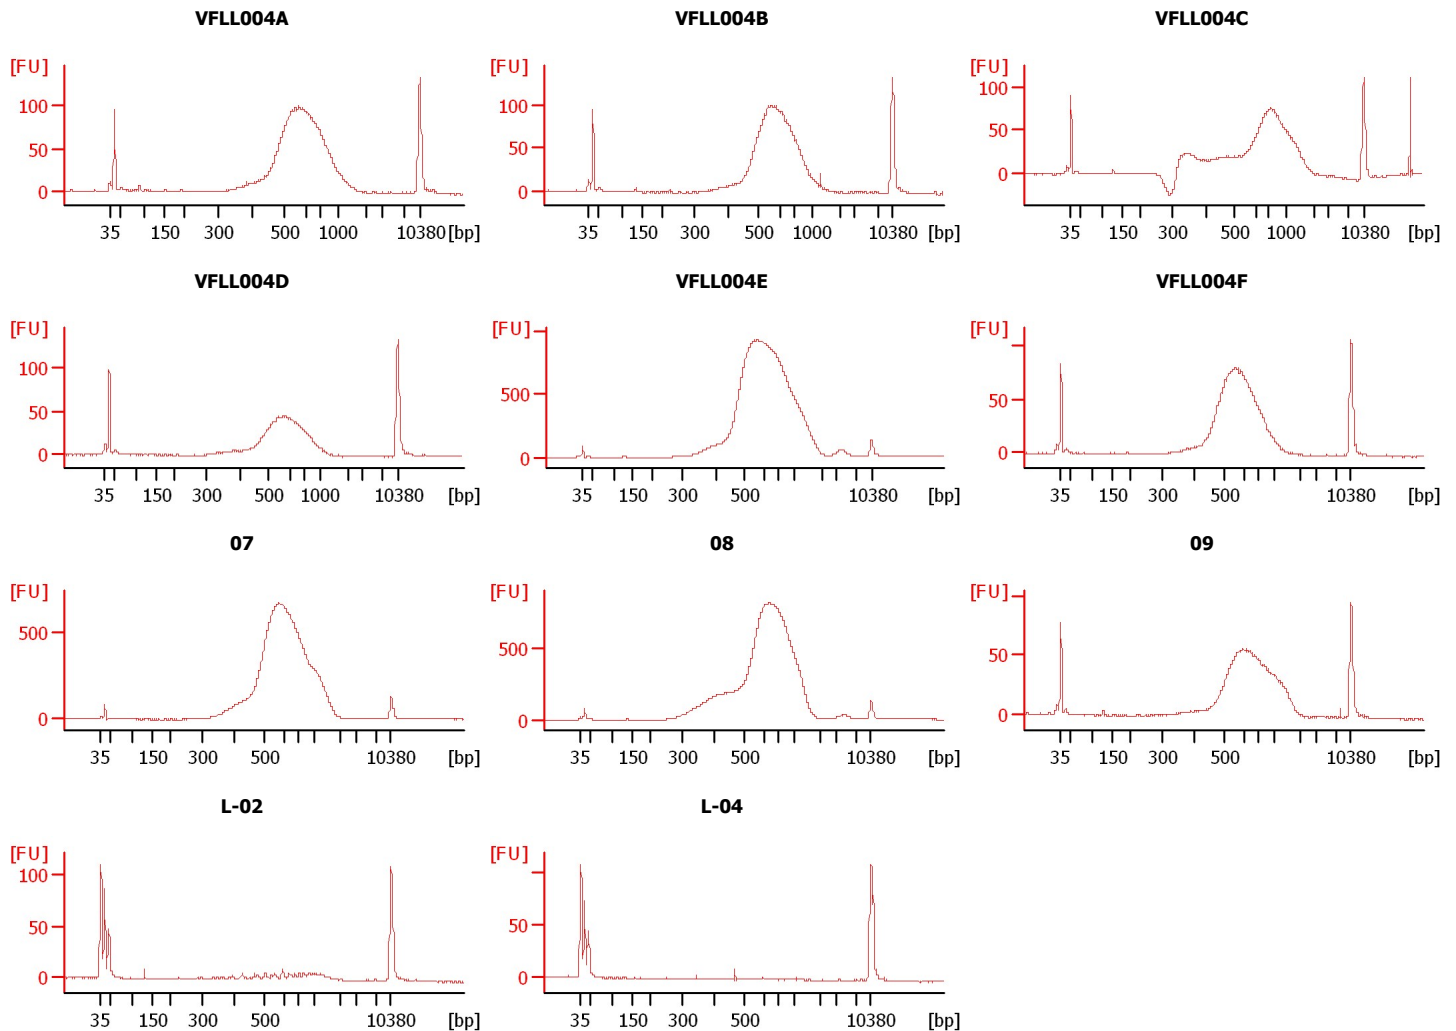 VFLL004A VFLL004B VFLL004C
[FU] [FU] [FU]
100 100 100
50 50 50
0 0 0
35 150 300 500 1000 10380 [bp] 35 150 300 500 1000 10380 [bp] 35 150 300 500 1000 10380 [bp]
VFLL004D VFLL004E VFLL004F
[FU] [FU] [FU]
100 500 50
50 0 0
0
35 150 300 500 1000 10380 [bp] 35 150 300 500 10380 [bp] 35 150 300 500 10380 [bp]
07 08 09
[FU] [FU] [FU]
500 500 50
0 0 0
35 150 300 500 10380 [bp] 35 150 300 500 10380 [bp] 35 150 300 500 10380 [bp]
L-02 L-04
[FU] [FU]
100 50
50 0
0
35 150 300 500 10380 [bp] 35 150 300 500 10380 [bp]